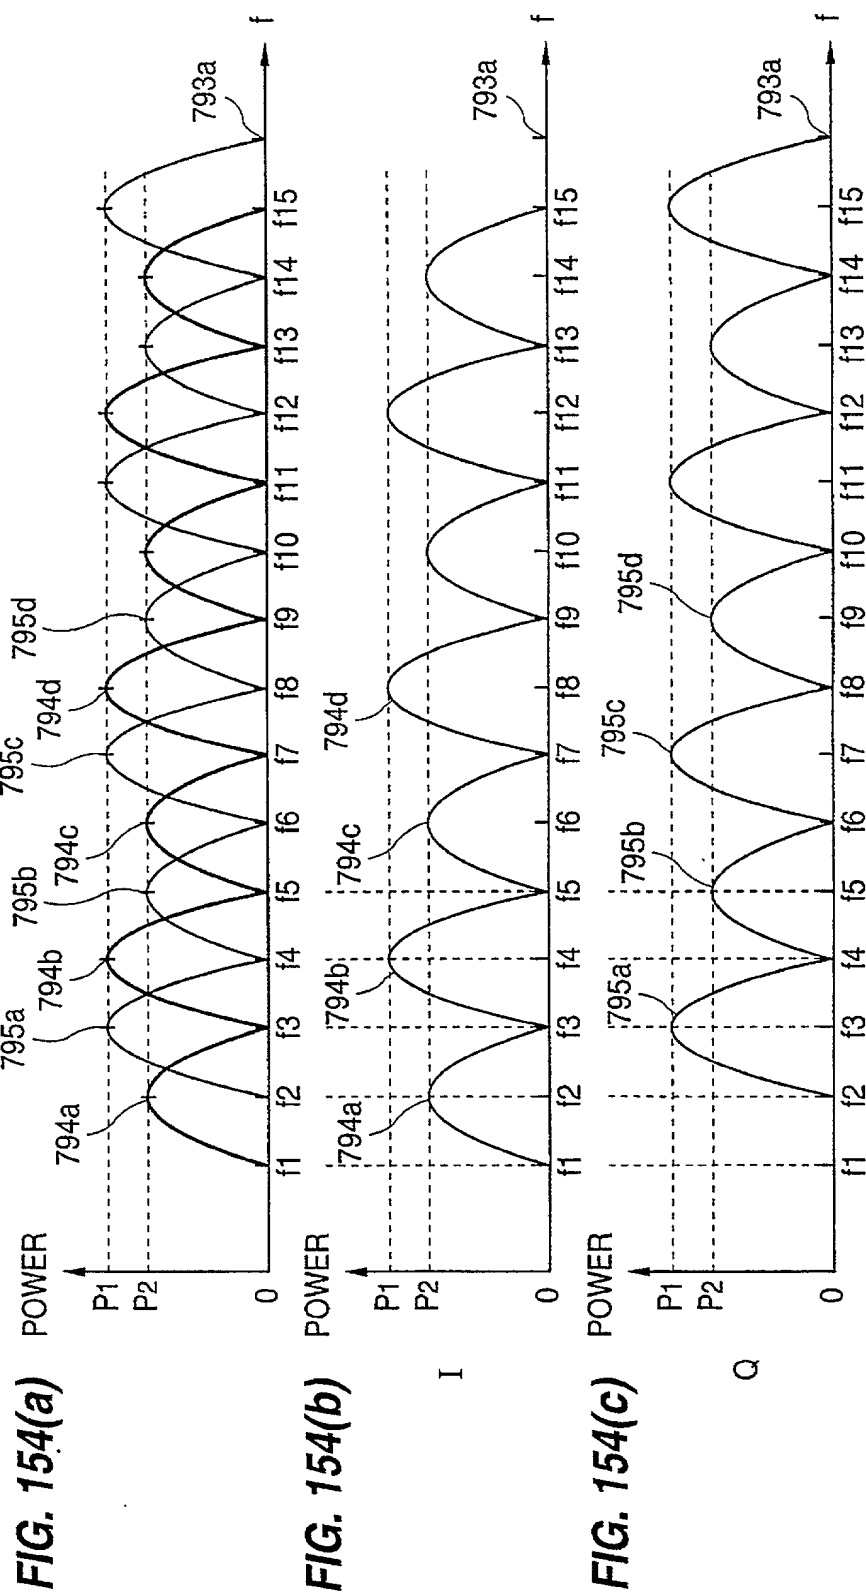 FIG. 154(a)
POWER
P1
P2
0
794a
795a
794b
795b
794c
795c
794d
795d
793a
f
f1 f2 f3 f4 f5 f6 f7 f8 f9 f10 f11 f12 f13 f14 f15
FIG. 154(b)
I
POWER
P1
P2
0
794a
794b
794c
794d
793a
f
f1 f2 f3 f4 f5 f6 f7 f8 f9 f10 f11 f12 f13 f14 f15
FIG. 154(c)
Q
POWER
P1
P2
0
795a
795b
795c
795d
793a
f
f1 f2 f3 f4 f5 f6 f7 f8 f9 f10 f11 f12 f13 f14 f15